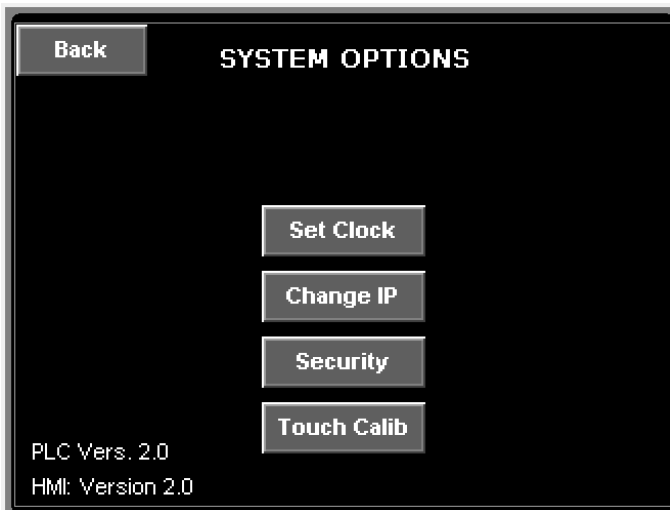 Back
SYSTEM OPTIONS
Set Clock
Change IP
Security
Touch Calib
PLC Vers. 2.0
HMI: Version 2.0